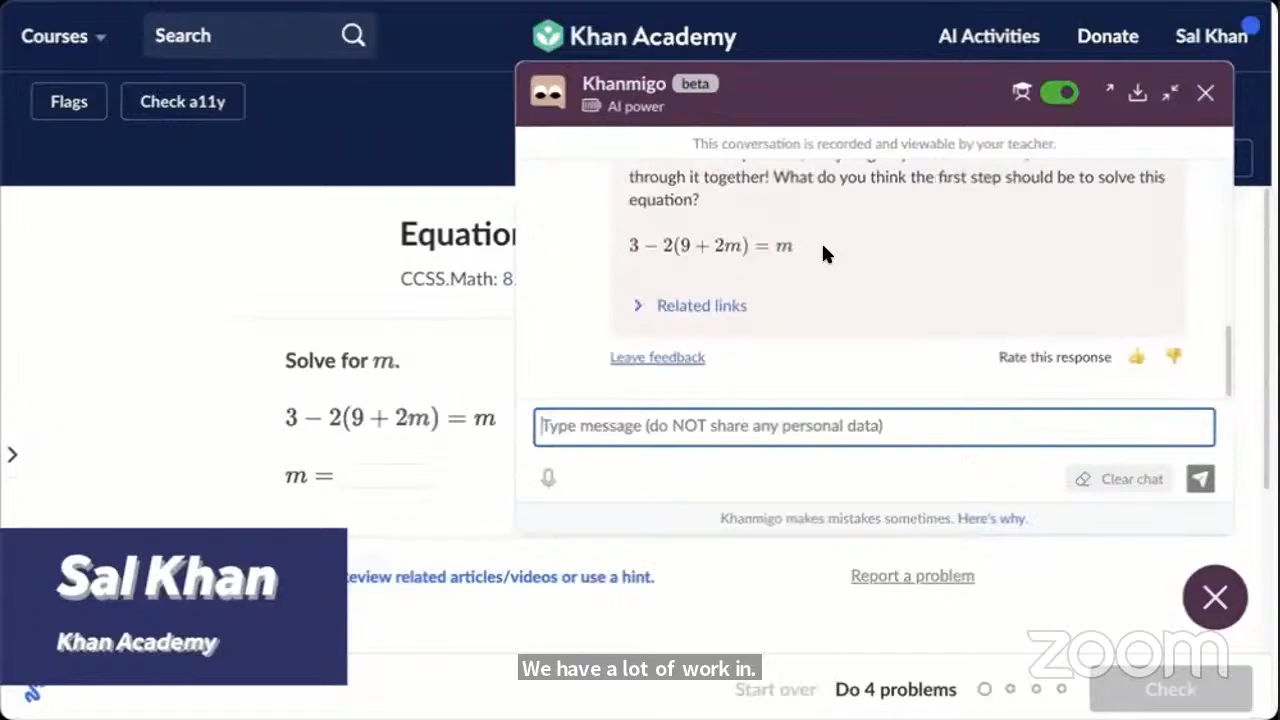 Courses
Search
Khan Academy
AI Activities
Donate
Sal Khan
Flags
Check a11y
Khanmigo beta
AI power
This conversation is recorded and viewable by your teacher.
through it together! What do you think the first step should be to solve this
equation?
3 − 2(9 + 2m) = m
Related links
Leave feedback
Rate this response
Type message (do NOT share any personal data)
Clear chat
Khanmigo makes mistakes sometimes. Here's why.
Equation
CCSS.Math: 8.
Solve for m.
3 − 2(9 + 2m) = m
m =
Sal Khan
Khan Academy
eview related articles/videos or use a hint.
Report a problem
zoom
We have a lot of work in.
Start over
Do 4 problems
Check